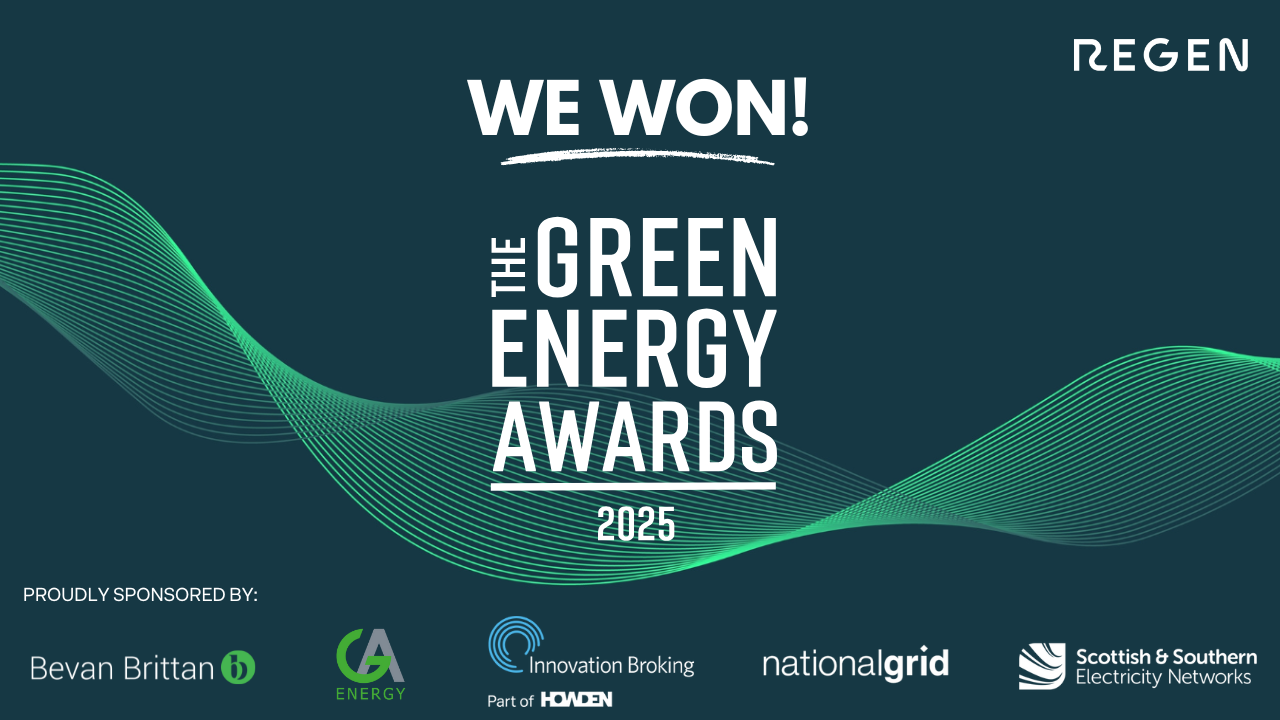 REGEN
WE WON!
THE GREEN
ENERGY
AWARDS
2025
PROUDLY SPONSORED BY:
Bevan Brittan b
GA
ENERGY
Innovation Broking
Part of HOWDEN
nationalgrid
Scottish & Southern
Electricity Networks